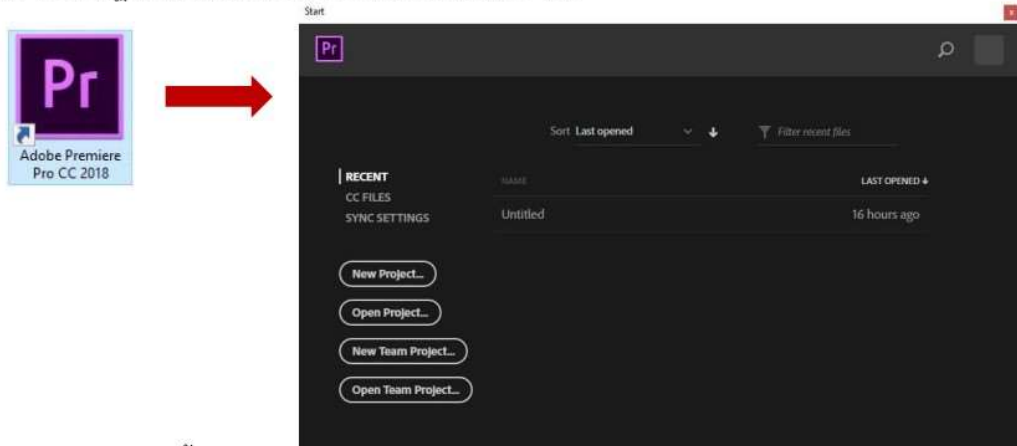 Start
Pr
Pr
Adobe Premiere
Pro CC 2018
Sort Last opened
Filter recent files
RECENT
CC FILES
SYNC SETTINGS
NAME LAST OPENED
Untitled 16 hours ago
New Project...
Open Project...
New Team Project...
Open Team Project...